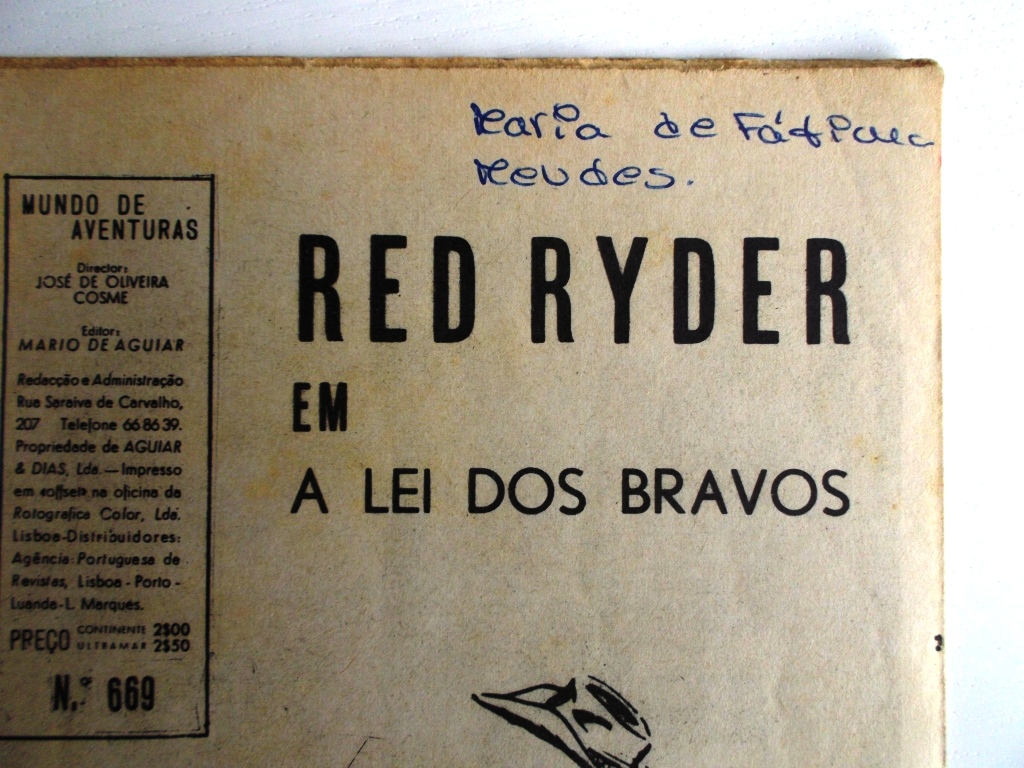 Maria de Fátima
Mendes.
MUNDO DE
AVENTURAS
Director:
JOSÉ DE OLIVEIRA
COSME
Editor:
MARIO DE AGUIAR
Redacção e Administração
Rua Saraiva de Carvalho,
207 Telefone 66 86 39.
Propriedade de AGUIAR
& DIAS, Lda. — Impresso
em «offset» na oficina da
Rotografica Color, Lda.
Lisboa-Distribuidores:
Agência Portuguesa de
Revistas, Lisboa - Porto -
Luanda-L. Marques.
PREÇO CONTINENTE 2$00
ULTRAMAR 2$50
N.º 669
RED RYDER
EM
A LEI DOS BRAVOS